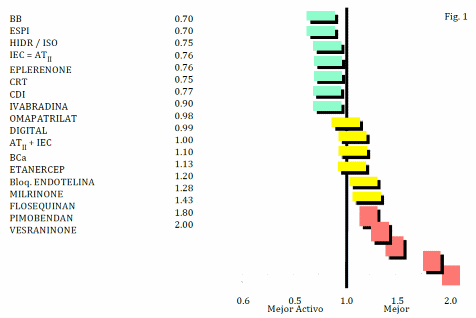 Fig. 1
BB 0.70
ESPI 0.70
HIDR / ISO 0.75
IEC = AT_II 0.76
EPLERENONE 0.76
CRT 0.75
CDI 0.77
IVABRADINA 0.90
OMAPATRILAT 0.98
DIGITAL 0.99
AT_II + IEC 1.00
BCa 1.10
ETANERCEP 1.13
Bloq. ENDOTELINA 1.20
MILRINONE 1.28
FLOSEQUINAN 1.43
PIMOBENDAN 1.80
VESRANINONE 2.00
0.6 0.5 1.0 1.5 2.0
Mejor Activo Mejor